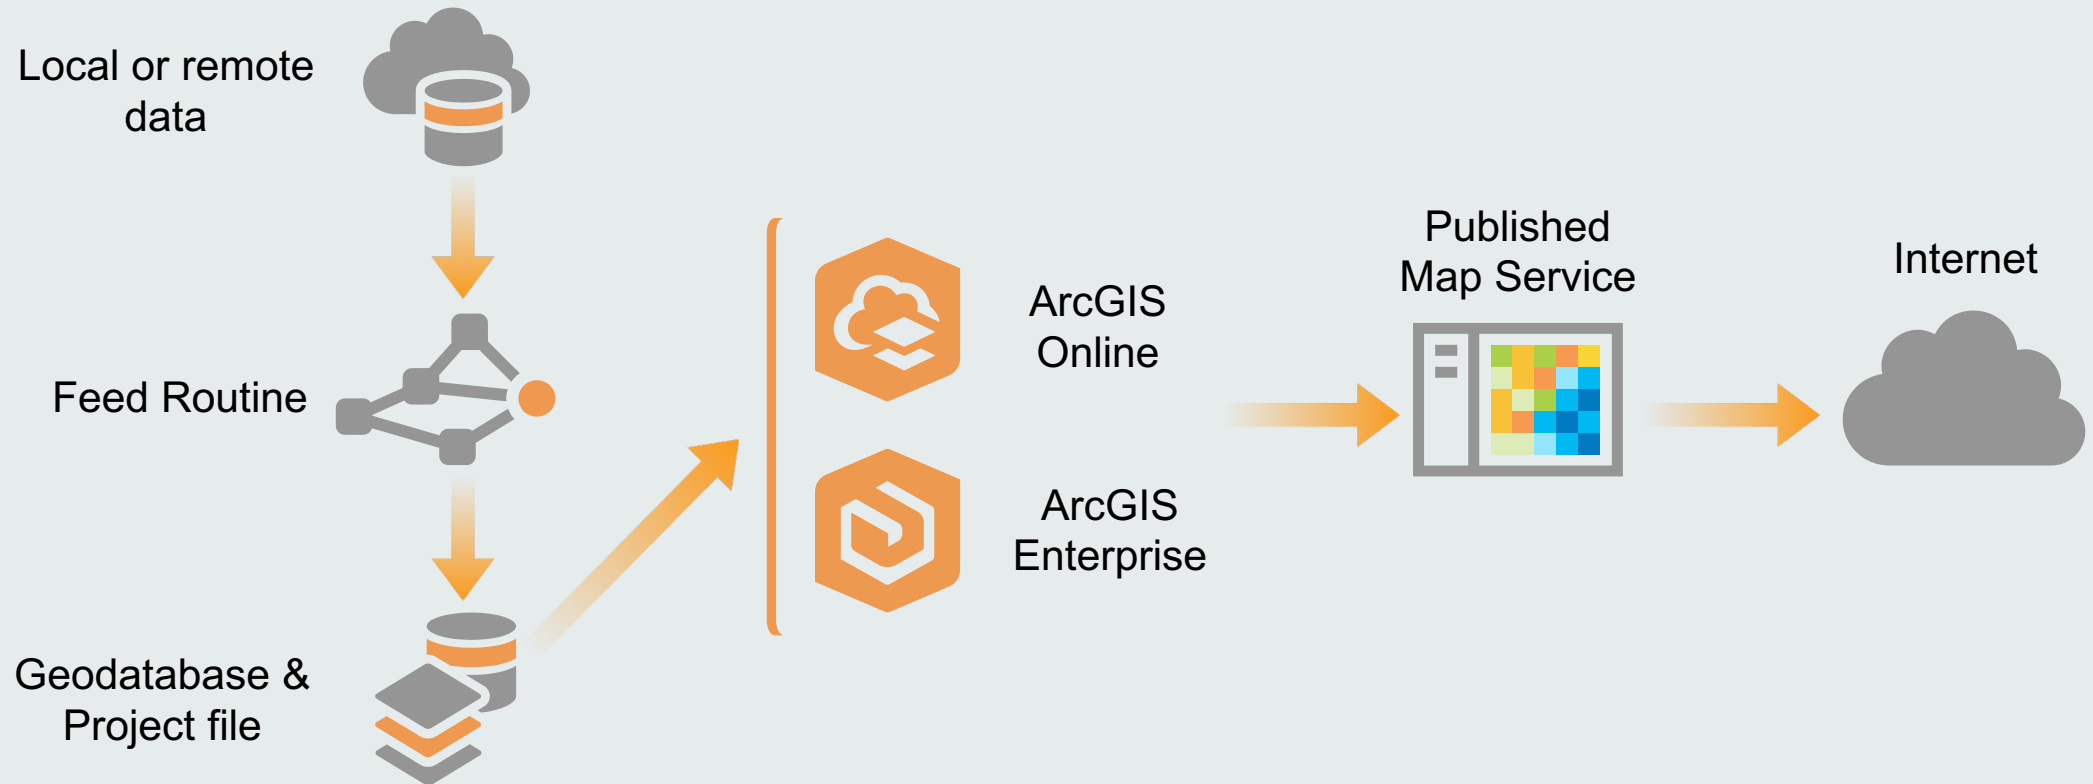 Local or remote
data
Feed Routine
Geodatabase &
Project file
ArcGIS
Online
ArcGIS
Enterprise
Published
Map Service
Internet